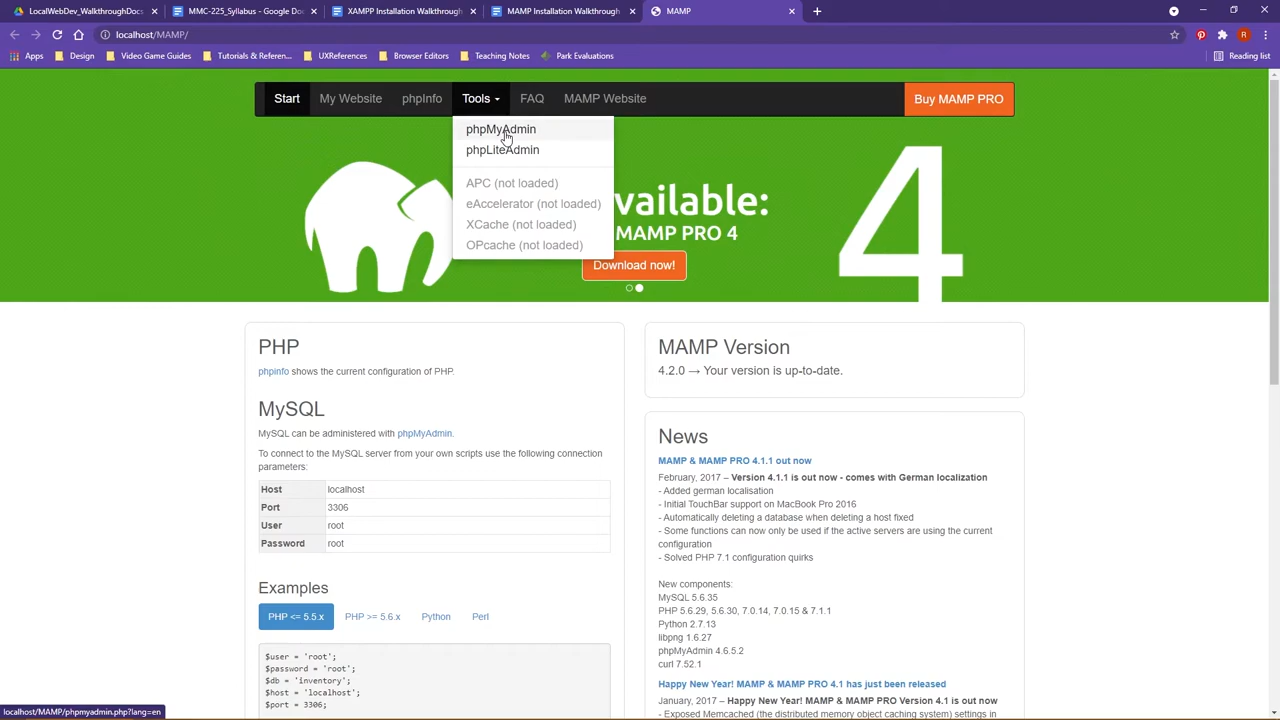 LocalWebDev_WalkthroughDocs
MMC-225_Syllabus - Google Docs
XAMPP Installation Walkthrough
MAMP Installation Walkthrough
MAMP
localhost/MAMP/
R
Apps
Design
Video Game Guides
Tutorials & Referen...
UXReferences
Browser Editors
Teaching Notes
Park Evaluations
Reading list
Start
My Website
phpInfo
Tools
FAQ
MAMP Website
Buy MAMP PRO
phpMyAdmin
phpLiteAdmin
APC (not loaded)
eAccelerator (not loaded)
XCache (not loaded)
OPcache (not loaded)
vailable:
MAMP PRO 4
4
Download now!
PHP
phpinfo shows the current configuration of PHP.
MySQL
MySQL can be administered with phpMyAdmin.
To connect to the MySQL server from your own scripts use the following connection
parameters:
Host localhost
Port 3306
User root
Password root
Examples
PHP <= 5.5.x
PHP >= 5.6.x
Python
Perl
$user = 'root';
$password = 'root';
$db = 'inventory';
$host = 'localhost';
$port = 3306;
MAMP Version
4.2.0 → Your version is up-to-date.
News
MAMP & MAMP PRO 4.1.1 out now
February, 2017 – Version 4.1.1 is out now - comes with German localization
- Added german localisation
- Initial TouchBar support on MacBook Pro 2016
- Automatically deleting a database when deleting a host fixed
- Some functions can now only be used if the active servers are using the current
configuration
- Solved PHP 7.1 configuration quirks
New components:
MySQL 5.6.35
PHP 5.6.29, 5.6.30, 7.0.14, 7.0.15 & 7.1.1
Python 2.7.13
libpng 1.6.27
phpMyAdmin 4.6.5.2
curl 7.52.1
Happy New Year! MAMP & MAMP PRO 4.1 has just been released
January, 2017 – Happy New Year! MAMP & MAMP PRO Version 4.1 is out now
- Exposed Memcached (the distributed memory object caching system) settings in
localhost/MAMP/phpmyadmin.php?lang=en